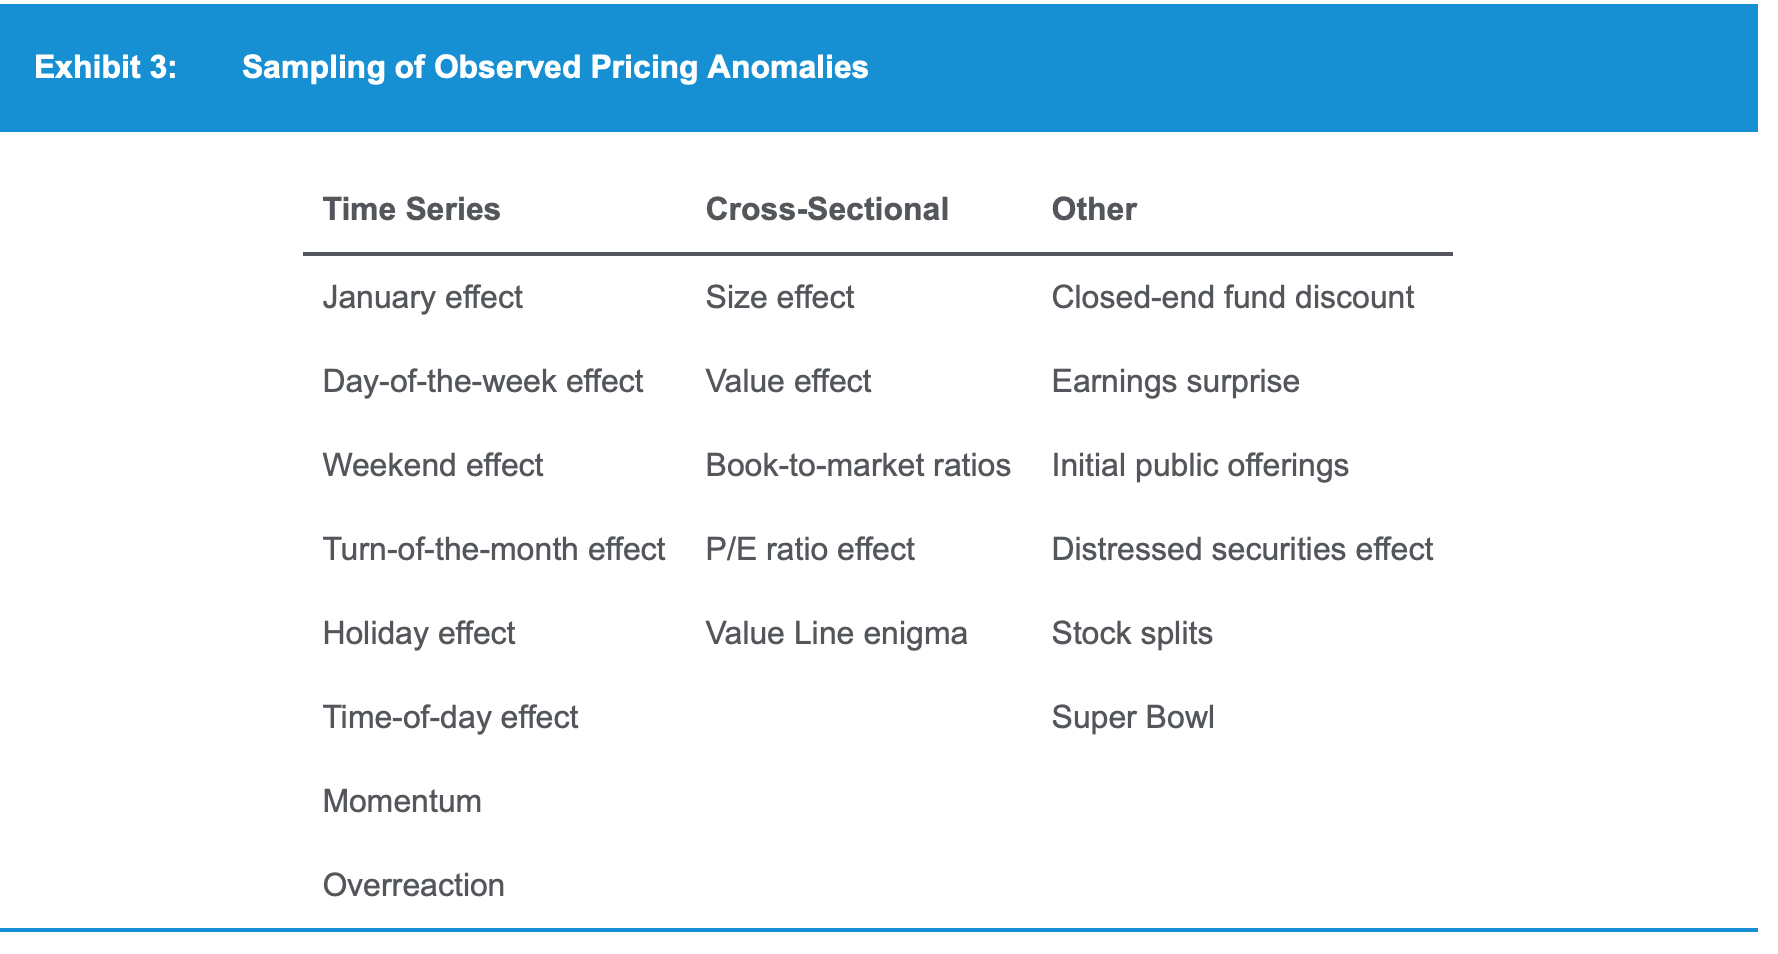 Exhibit 3: Sampling of Observed Pricing Anomalies
Time Series Cross-Sectional Other
January effect Size effect Closed-end fund discount
Day-of-the-week effect Value effect Earnings surprise
Weekend effect Book-to-market ratios Initial public offerings
Turn-of-the-month effect P/E ratio effect Distressed securities effect
Holiday effect Value Line enigma Stock splits
Time-of-day effect Super Bowl
Momentum
Overreaction